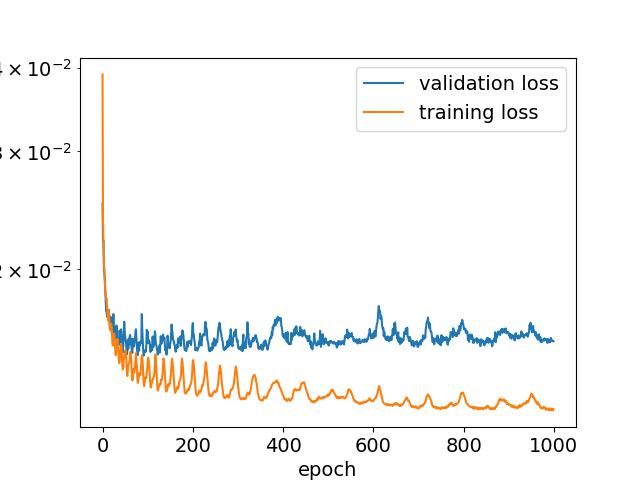 4 × 10⁻²
3 × 10⁻²
2 × 10⁻²
validation loss
training loss
0 200 400 600 800 1000
epoch